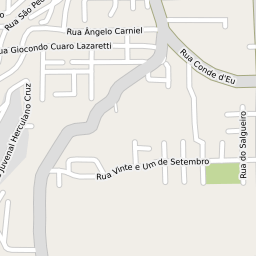 Rua São Pe
Rua Ângelo Carniel
ua Giocondo Cuaro Lazaretti
Rua Conde d'Eu
Juvenal Herculano Cruz
Rua do Salgueiro
Rua Vinte e Um de Setembro